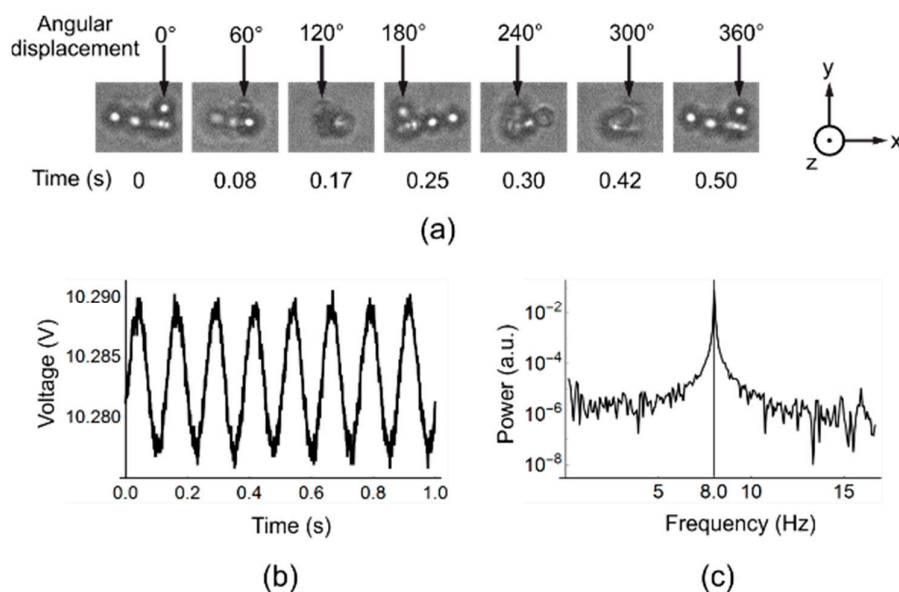 Angular
displacement
0° 60° 120° 180° 240° 300° 360°
y
x
z
Time (s) 0 0.08 0.17 0.25 0.30 0.42 0.50
(a)
Voltage (V)
10.290
10.285
10.280
0.0 0.2 0.4 0.6 0.8 1.0
Time (s)
(b)
Power (a.u.)
10⁻²
10⁻⁴
10⁻⁶
10⁻⁸
5 8.0 10 15
Frequency (Hz)
(c)